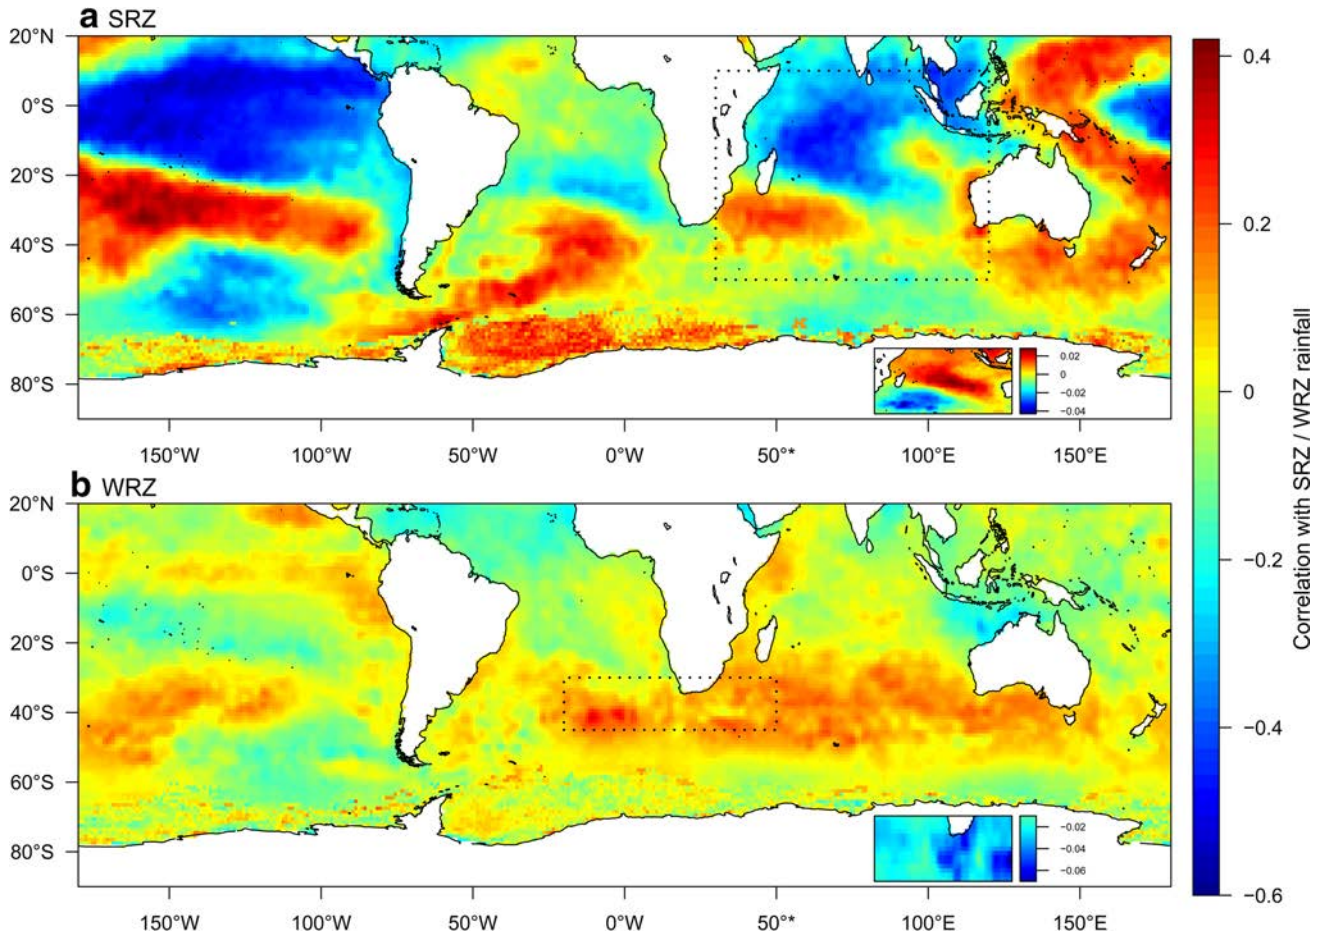 a SRZ
20°N
0°S
20°S
40°S
60°S
80°S
0.02
0
−0.02
−0.04
150°W
100°W
50°W
0°W
50°*
100°E
150°E
b WRZ
20°N
0°S
20°S
40°S
60°S
80°S
−0.02
−0.04
−0.06
150°W
100°W
50°W
0°W
50°*
100°E
150°E
0.4
0.2
0
−0.2
−0.4
−0.6
Correlation with SRZ / WRZ rainfall